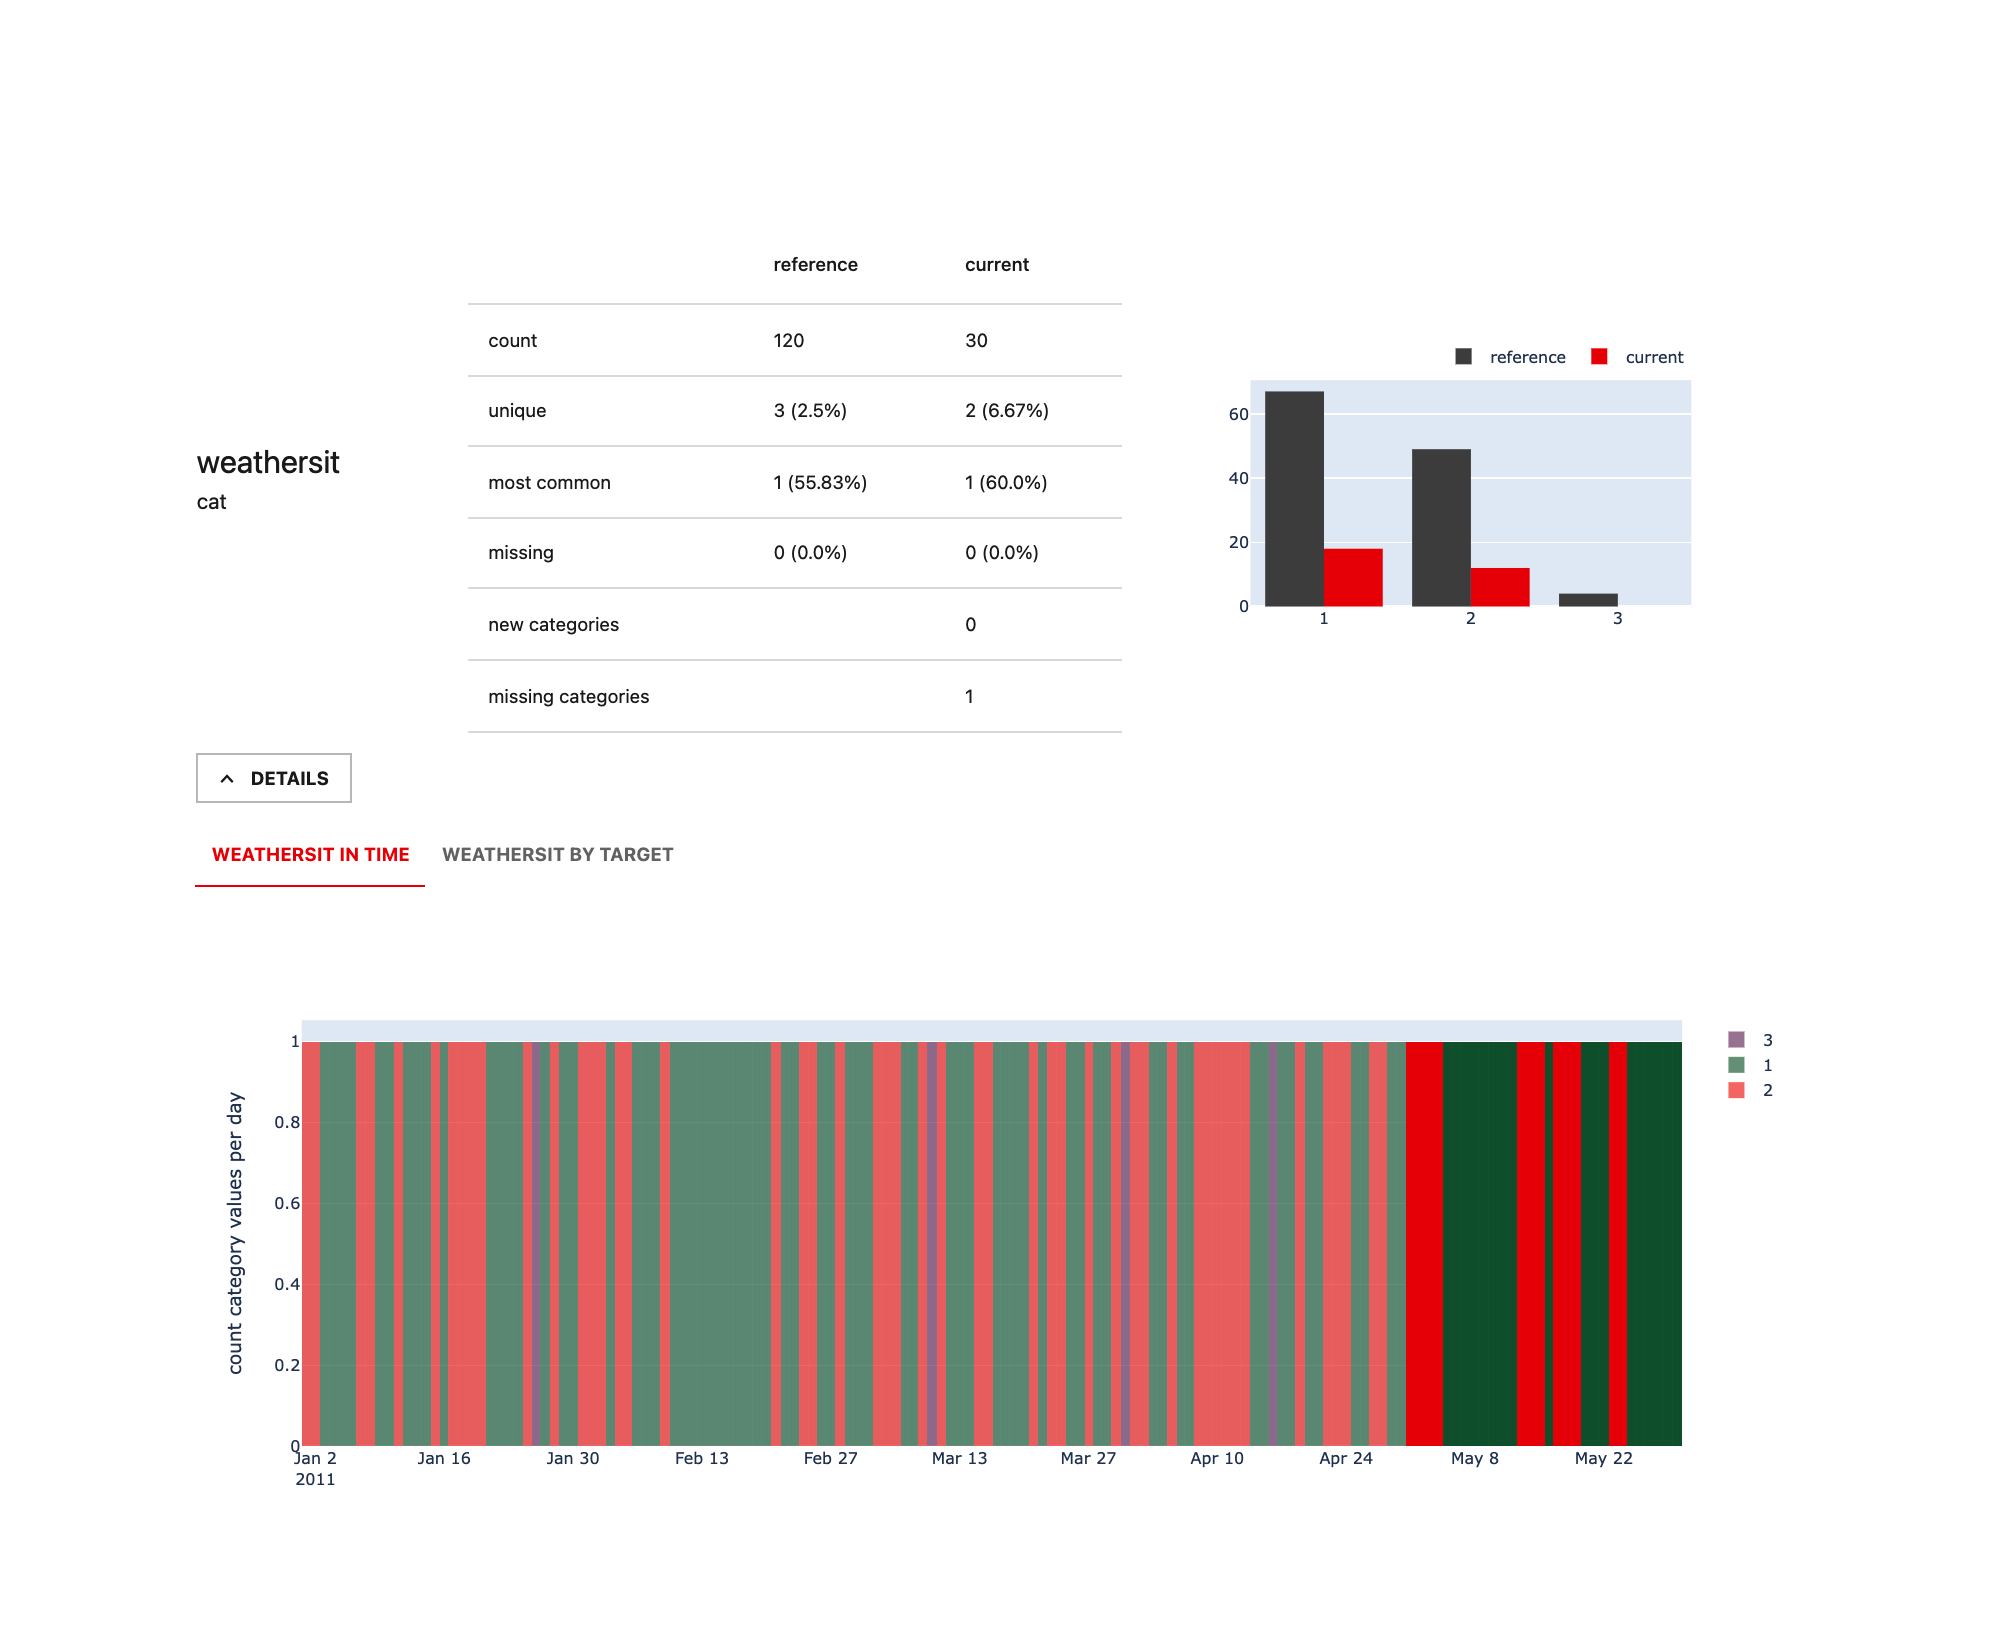 reference current
count 120 30
unique 3 (2.5%) 2 (6.67%)
most common 1 (55.83%) 1 (60.0%)
missing 0 (0.0%) 0 (0.0%)
new categories 0
missing categories 1
weathersit
cat
reference current
60
40
20
0
1 2 3
DETAILS
WEATHERSIT IN TIME WEATHERSIT BY TARGET
count category values per day
1
0.8
0.6
0.4
0.2
0
Jan 2 Jan 16 Jan 30 Feb 13 Feb 27 Mar 13 Mar 27 Apr 10 Apr 24 May 8 May 22
2011
3
1
2